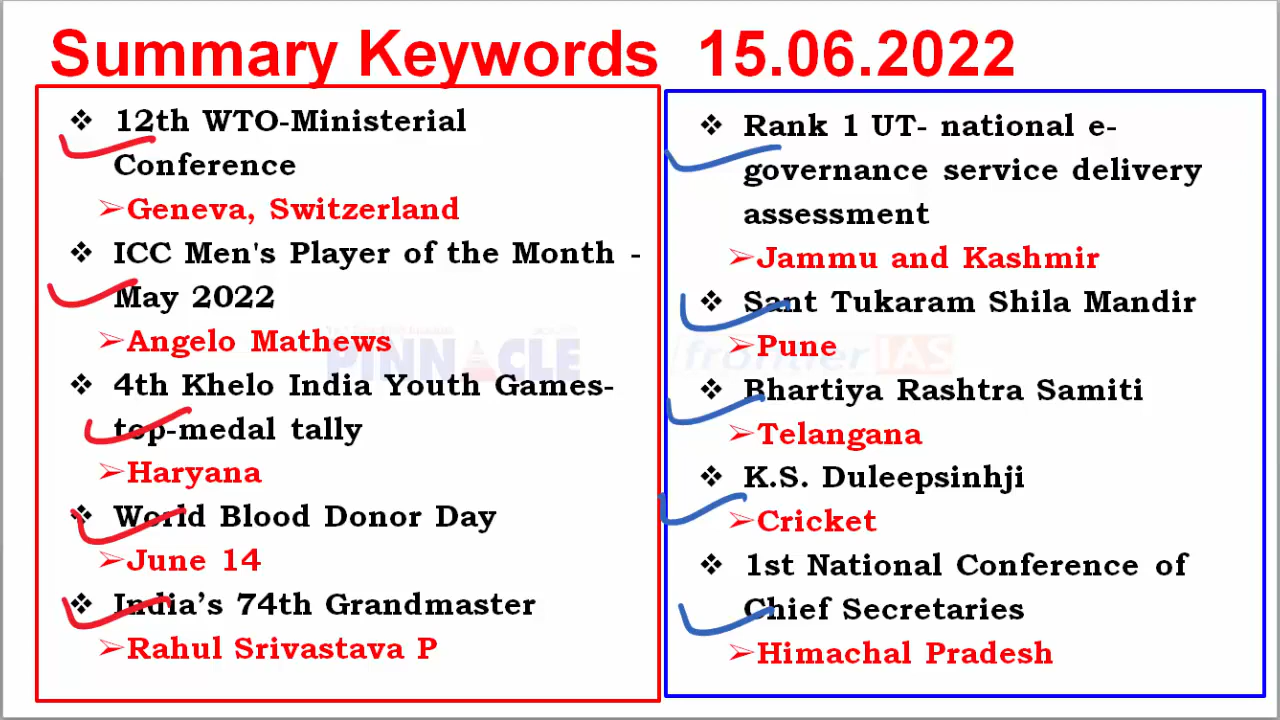 Summary Keywords 15.06.2022
❖ 12th WTO-Ministerial
Conference
➢Geneva, Switzerland
❖ ICC Men's Player of the Month -
May 2022
➢Angelo Mathews
❖ 4th Khelo India Youth Games-
top-medal tally
➢Haryana
❖ World Blood Donor Day
➢June 14
❖ India’s 74th Grandmaster
➢Rahul Srivastava P
❖ Rank 1 UT- national e-
governance service delivery
assessment
➢Jammu and Kashmir
❖ Sant Tukaram Shila Mandir
➢Pune
❖ Bhartiya Rashtra Samiti
➢Telangana
❖ K.S. Duleepsinhji
➢Cricket
❖ 1st National Conference of
Chief Secretaries
➢Himachal Pradesh
PINNACLE
frontier IAS